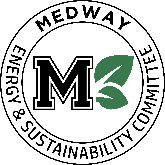 MEDWAY
M
ENERGY & SUSTAINABILITY COMMITTEE